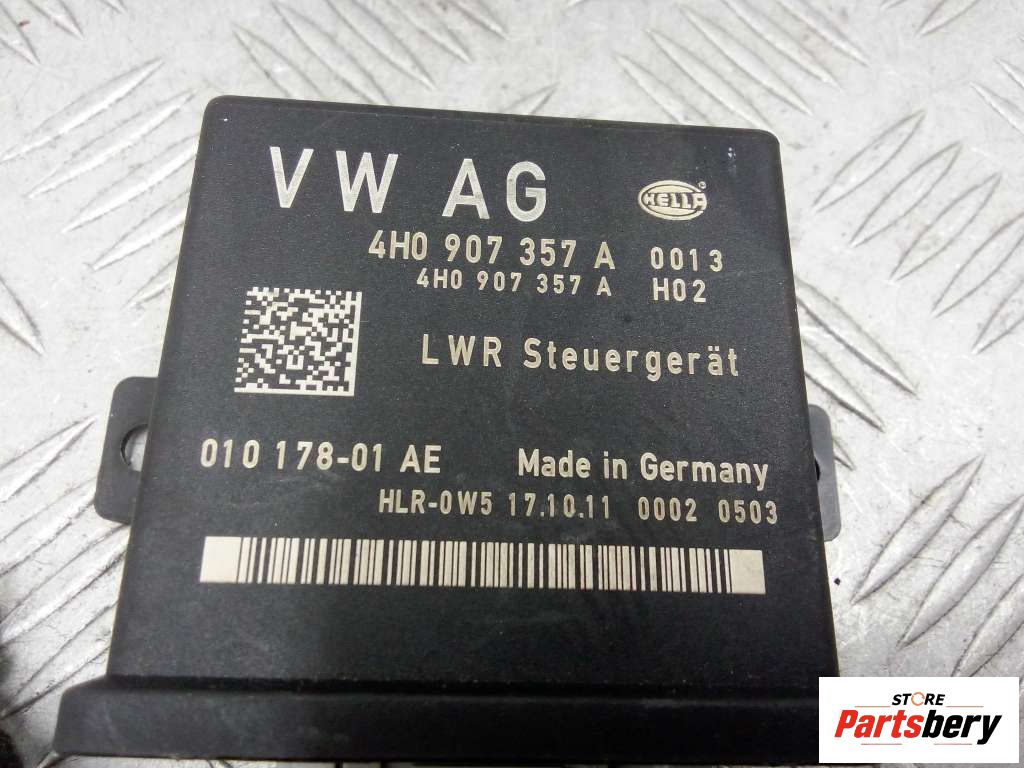 VW AG
HELLA ®
4H0 907 357 A 0013
4H0 907 357 A H02
LWR Steuergerät
010 178-01 AE Made in Germany
HLR-0W5 17.10.11 0002 0503
STORE
Partsbery